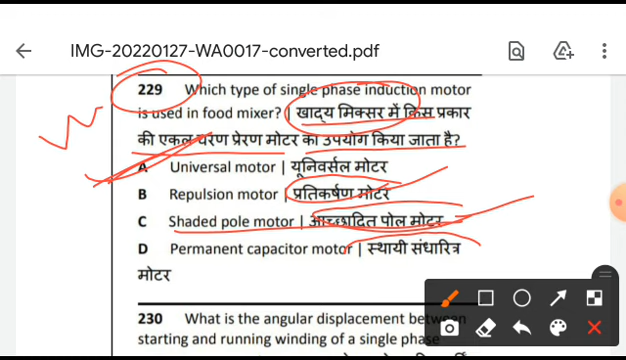 IMG-20220127-WA0017-converted.pdf
229 Which type of single phase induction motor
is used in food mixer? | खाद्य मिक्सर में किस प्रकार
की एकल चरण प्रेरण मोटर का उपयोग किया जाता है?
A Universal motor | यूनिवर्सल मोटर
B Repulsion motor | प्रतिकर्षण मोटर
C Shaded pole motor | आच्छादित पोल मोटर
D Permanent capacitor motor | स्थायी संधारित्र
मोटर
230 What is the angular displacement between
starting and running winding of a single phase